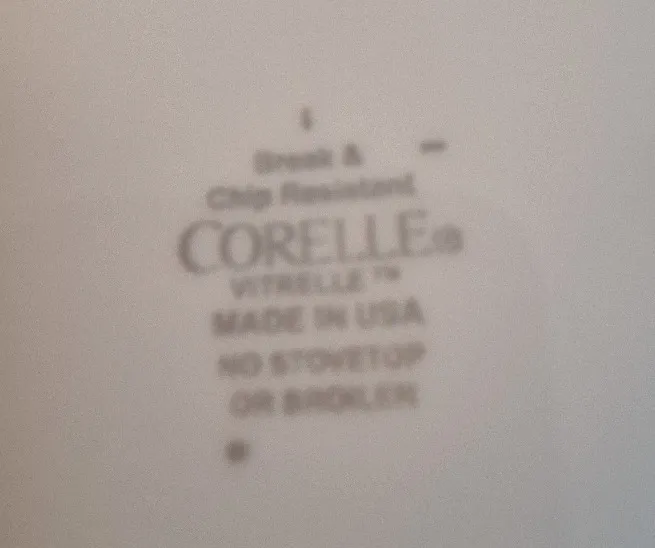 Break &
Chip Resistant
CORELLE®
VITRELLE™
MADE IN USA
NO STOVETOP
OR BROILER